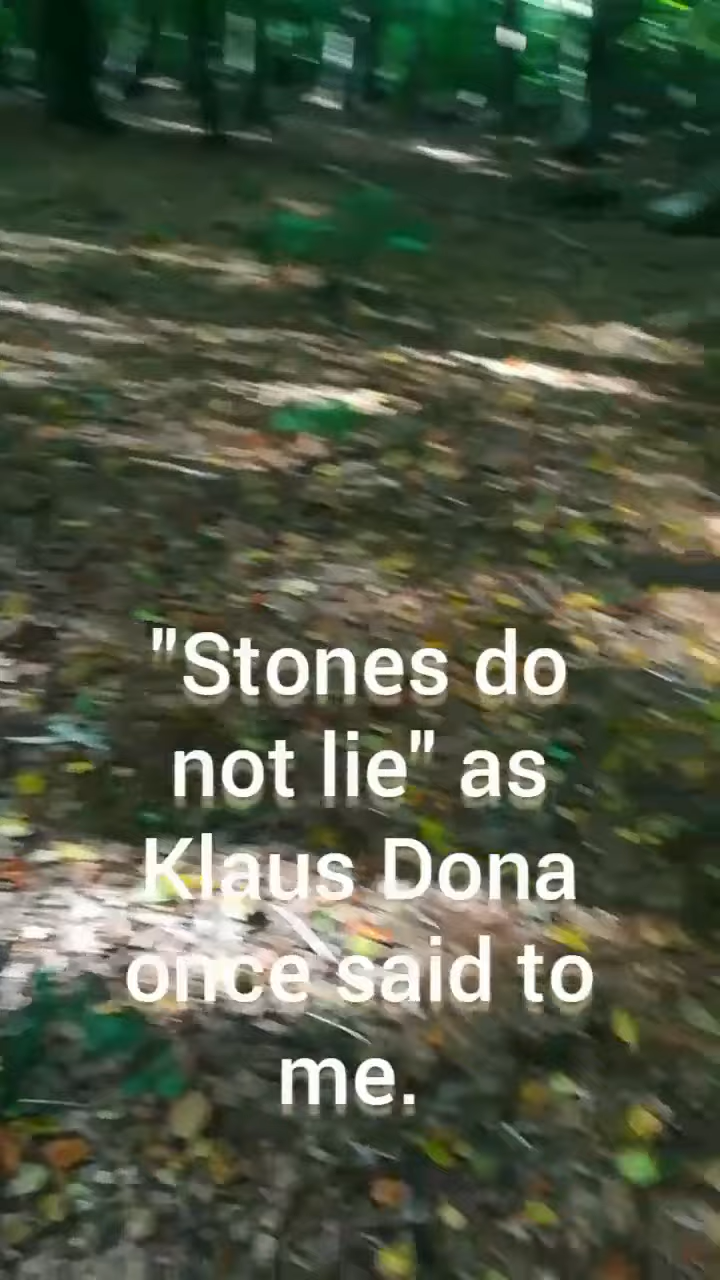 "Stones do
not lie" as
Klaus Dona
once said to
me.